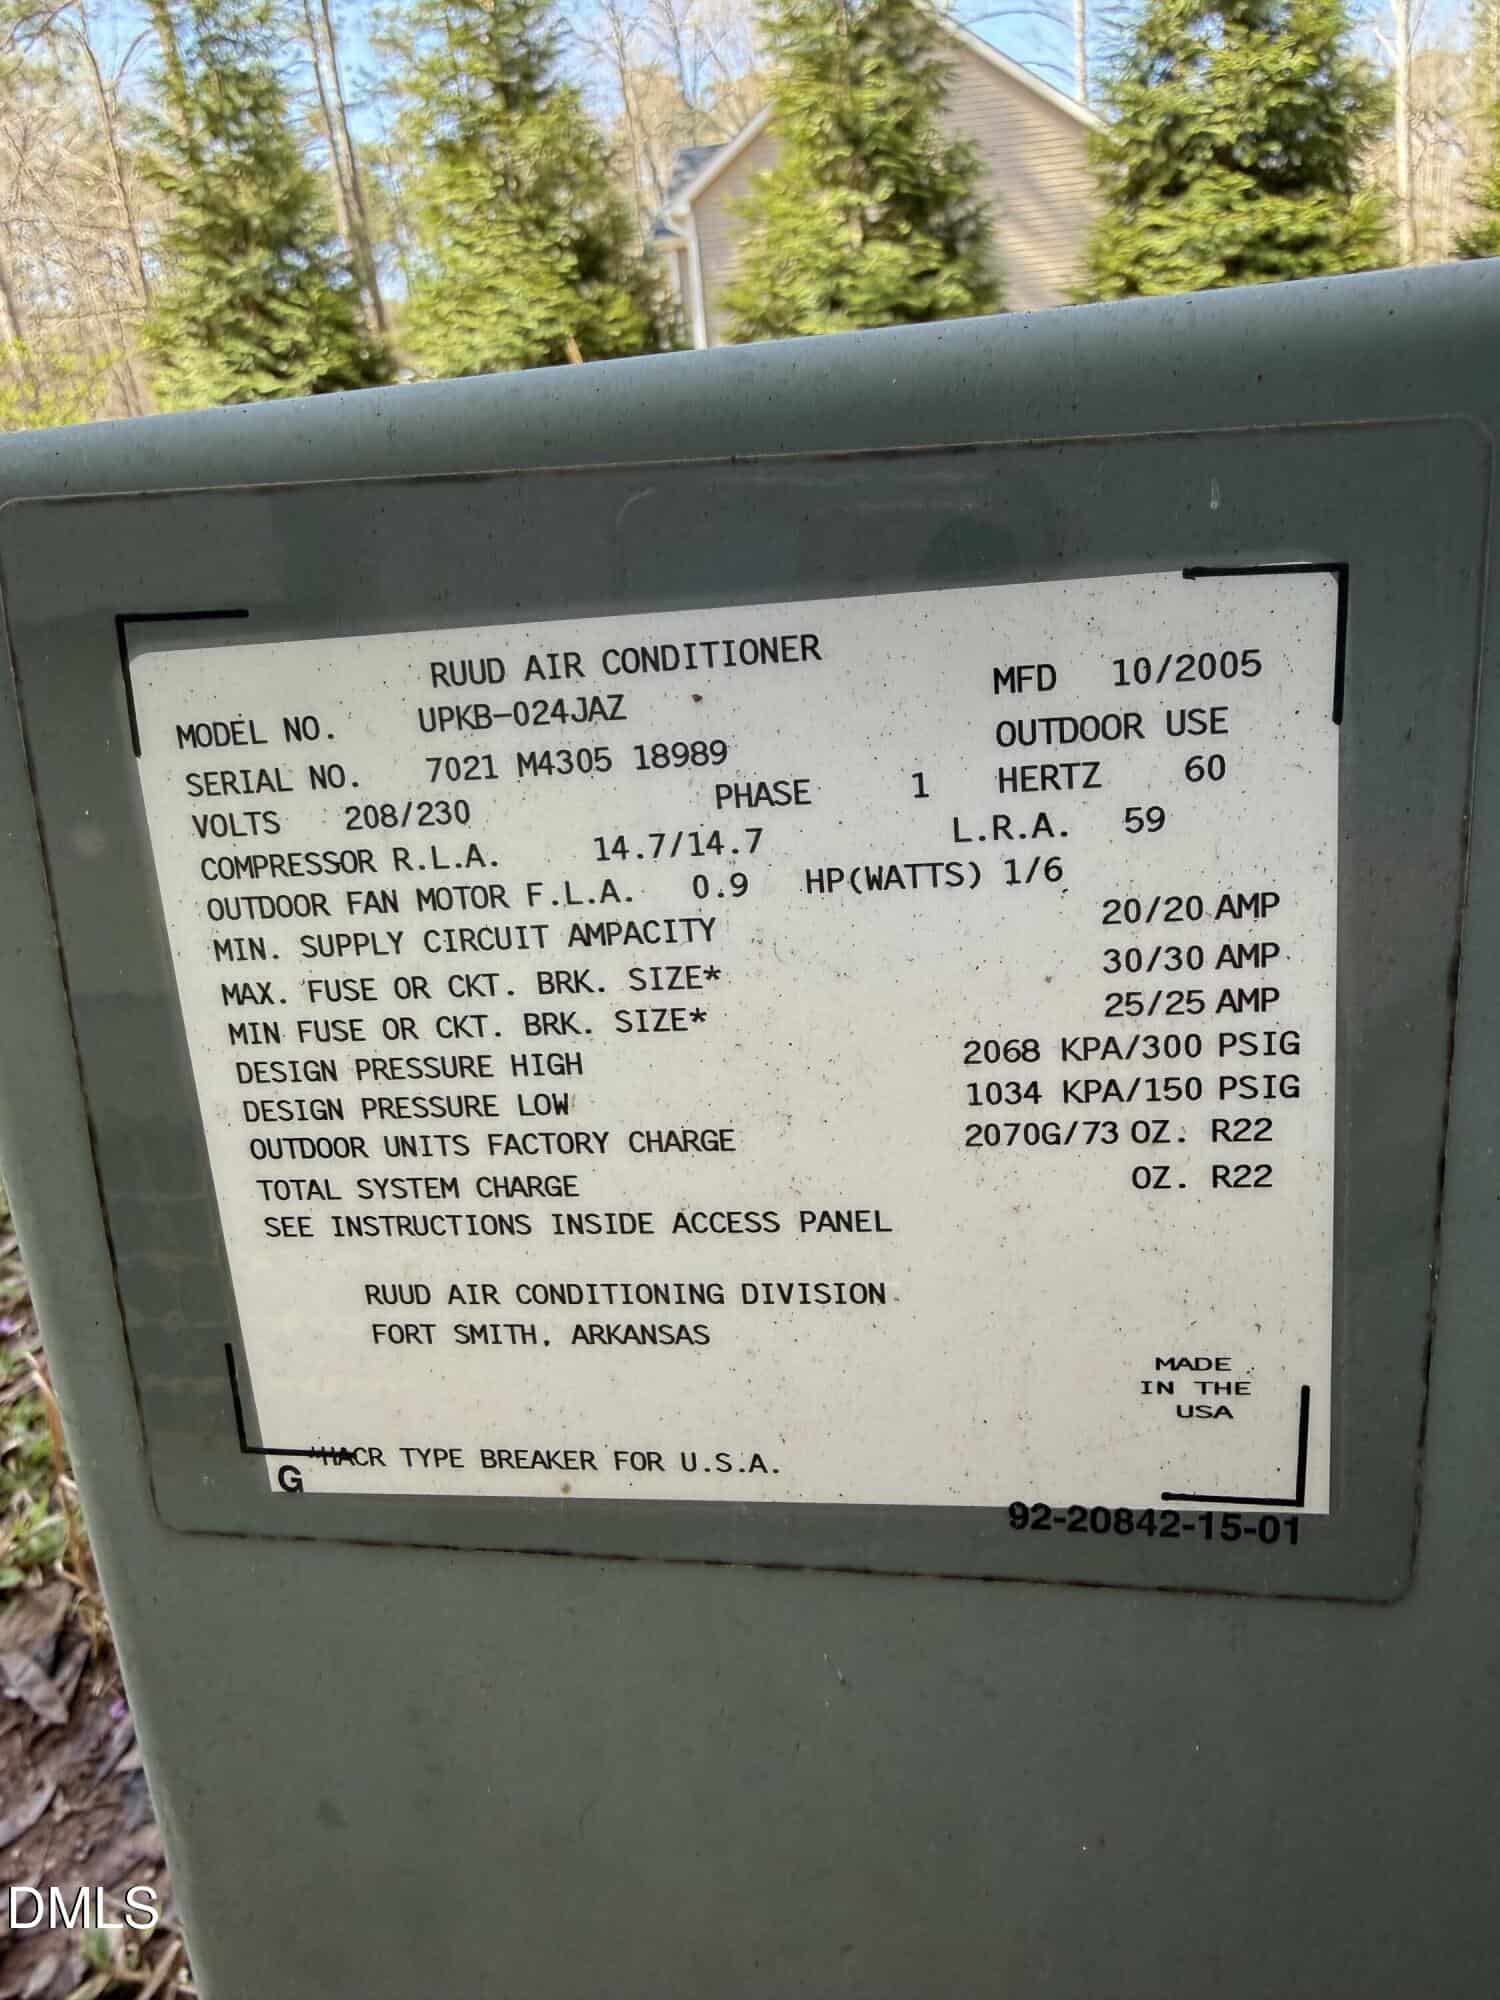 RUUD AIR CONDITIONER
MFD 10/2005
MODEL NO. UPKB-024JAZ
OUTDOOR USE
SERIAL NO. 7021 M4305 18989
VOLTS 208/230 PHASE 1 HERTZ 60
COMPRESSOR R.L.A. 14.7/14.7 L.R.A. 59
OUTDOOR FAN MOTOR F.L.A. 0.9 HP(WATTS) 1/6
MIN. SUPPLY CIRCUIT AMPACITY 20/20 AMP
MAX. FUSE OR CKT. BRK. SIZE* 30/30 AMP
MIN FUSE OR CKT. BRK. SIZE* 25/25 AMP
DESIGN PRESSURE HIGH 2068 KPA/300 PSIG
DESIGN PRESSURE LOW 1034 KPA/150 PSIG
OUTDOOR UNITS FACTORY CHARGE 2070G/73 OZ. R22
TOTAL SYSTEM CHARGE OZ. R22
SEE INSTRUCTIONS INSIDE ACCESS PANEL
RUUD AIR CONDITIONING DIVISION
FORT SMITH, ARKANSAS
MADE
IN THE
USA
*HACR TYPE BREAKER FOR U.S.A.
G
92-20842-15-01
DMLS